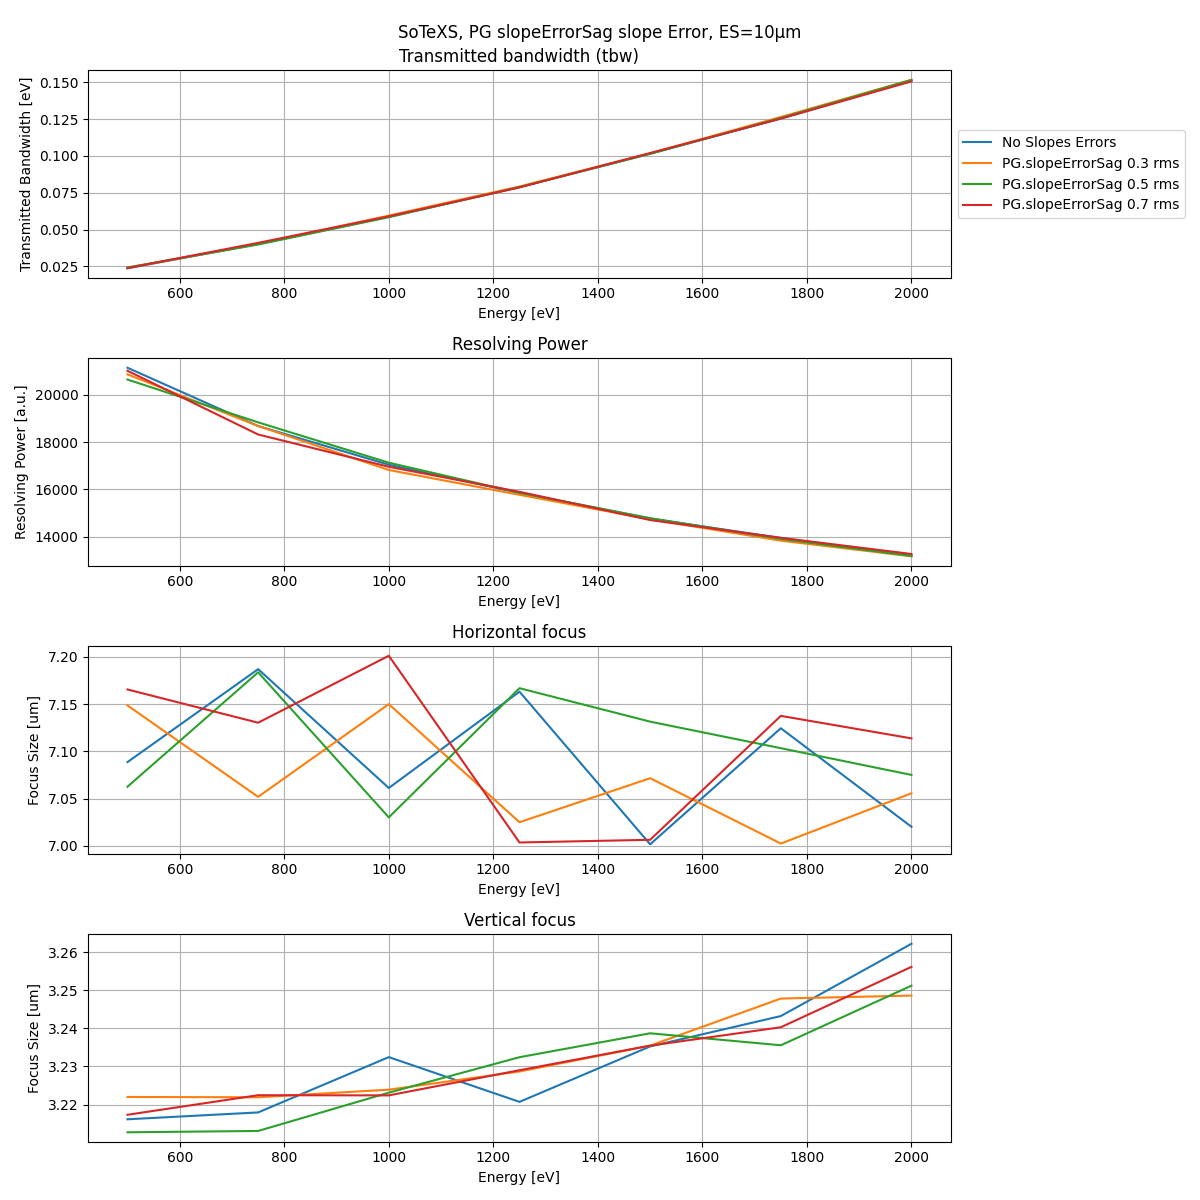 SoTeXS, PG slopeErrorSag slope Error, ES=10μm
Transmitted bandwidth (tbw)
0.150
0.125
0.100
0.075
0.050
0.025
Transmitted Bandwidth [eV]
600 800 1000 1200 1400 1600 1800 2000
Energy [eV]
No Slopes Errors
PG.slopeErrorSag 0.3 rms
PG.slopeErrorSag 0.5 rms
PG.slopeErrorSag 0.7 rms
Resolving Power
20000
18000
16000
14000
Resolving Power [a.u.]
600 800 1000 1200 1400 1600 1800 2000
Energy [eV]
Horizontal focus
7.20
7.15
7.10
7.05
7.00
Focus Size [um]
600 800 1000 1200 1400 1600 1800 2000
Energy [eV]
Vertical focus
3.26
3.25
3.24
3.23
3.22
Focus Size [um]
600 800 1000 1200 1400 1600 1800 2000
Energy [eV]